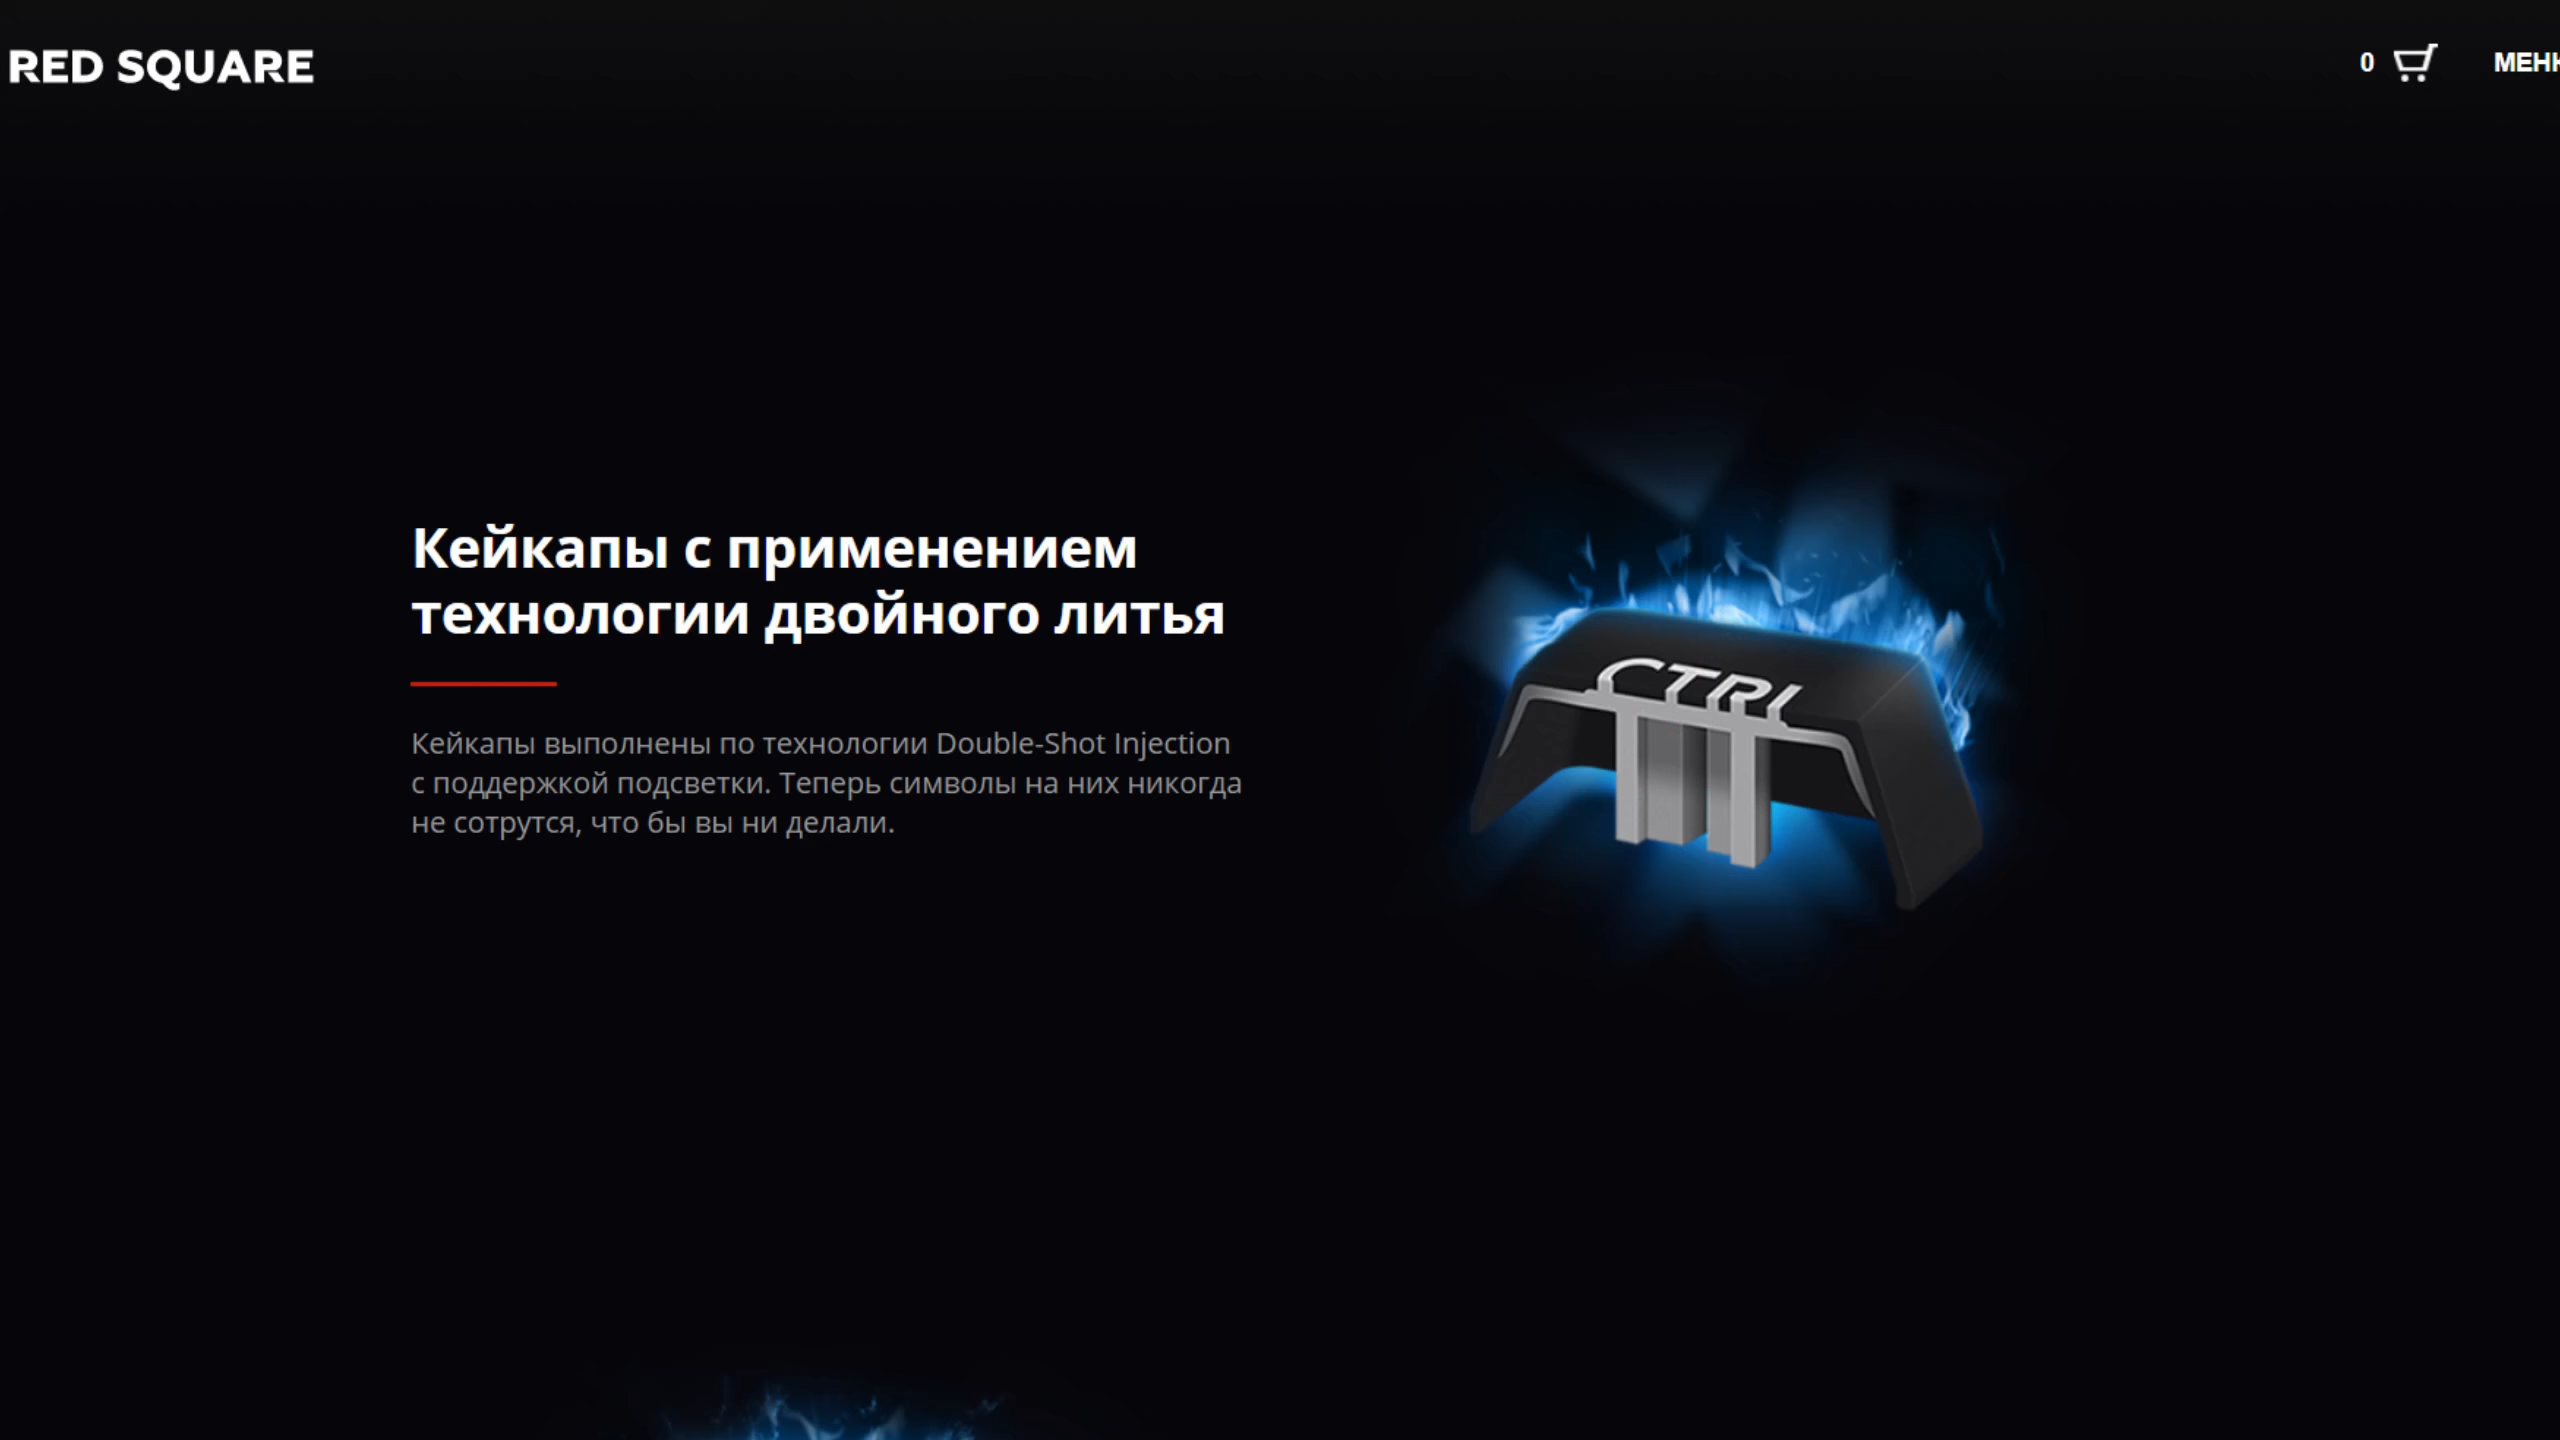 RED SQUARE
0
Кейкапы с применением
технологии двойного литья
Кейкапы выполнены по технологии Double-Shot Injection
с поддержкой подсветки. Теперь символы на них никогда
не сотрутся, что бы вы ни делали.
CTRL